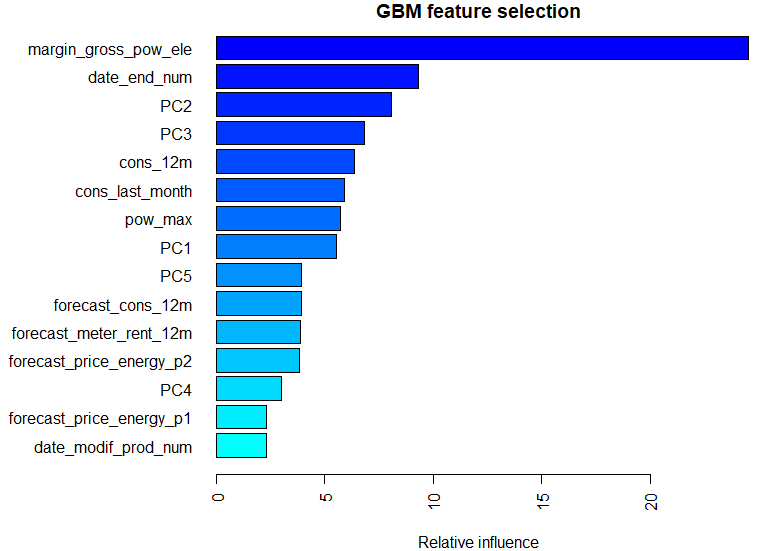 GBM feature selection
margin_gross_pow_ele
date_end_num
PC2
PC3
cons_12m
cons_last_month
pow_max
PC1
PC5
forecast_cons_12m
forecast_meter_rent_12m
forecast_price_energy_p2
PC4
forecast_price_energy_p1
date_modif_prod_num
0 5 10 15 20
Relative influence